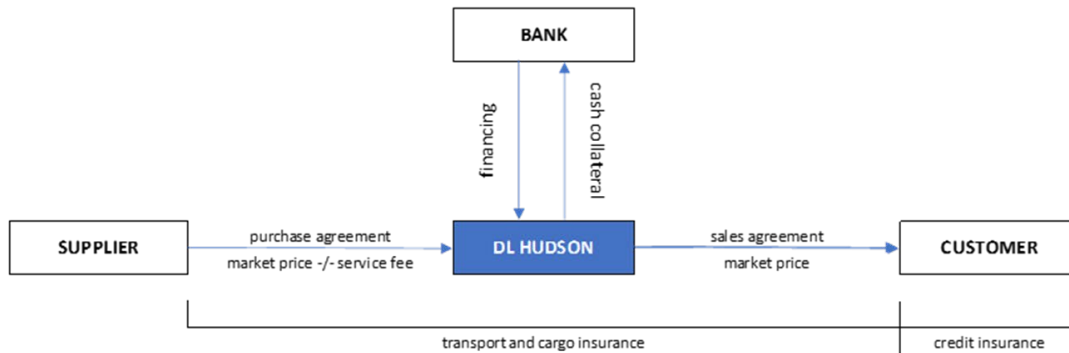 BANK
financing
cash collateral
SUPPLIER
purchase agreement
market price -/- service fee
DL HUDSON
sales agreement
market price
CUSTOMER
transport and cargo insurance
credit insurance